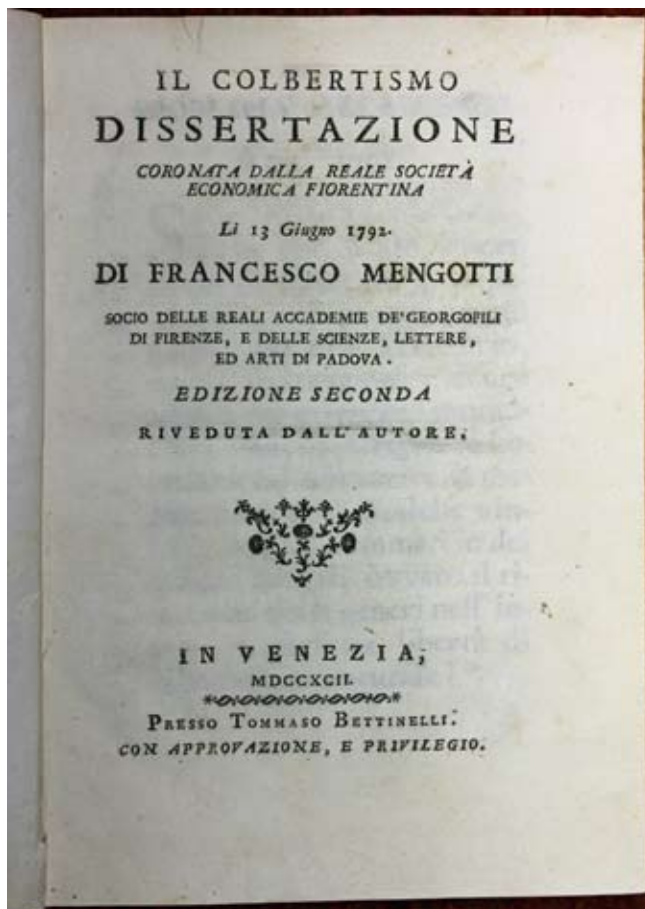 IL COLBERTISMO
DISSERTAZIONE
CORONATA DALLA REALE SOCIETÀ
ECONOMICA FIORENTINA
Li 13 Giugno 1792.
DI FRANCESCO MENGOTTI
SOCIO DELLE REALI ACCADEMIE DE'GEORGOFILI
DI FIRENZE, E DELLE SCIENZE, LETTERE,
ED ARTI DI PADOVA.
EDIZIONE SECONDA
RIVEDUTA DALL'AUTORE,
IN VENEZIA,
MDCCXCII.
PRESSO TOMMASO BETTINELLI.
CON APPROVAZIONE, E PRIVILEGIO.